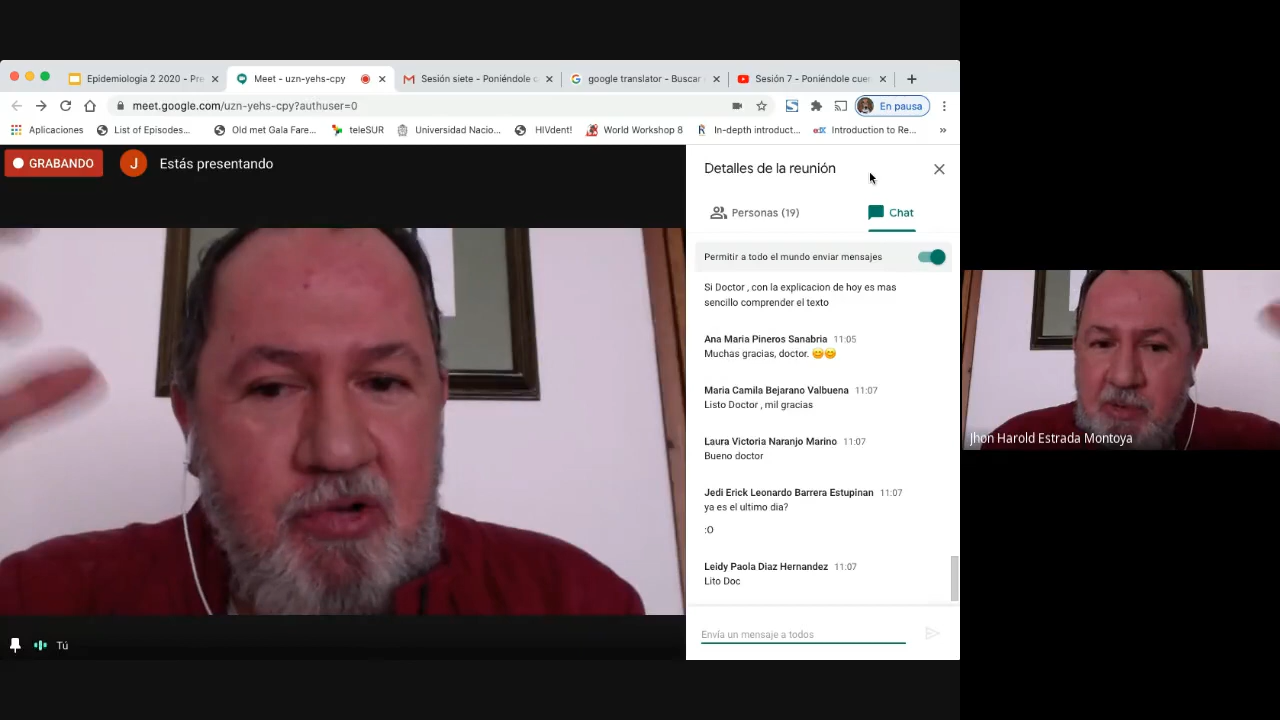 Epidemiologia 2 2020 - Pre
Meet - uzn-yehs-cpy
Sesión siete - Poniéndole c
google translator - Buscar
Sesión 7 - Poniéndole cue
meet.google.com/uzn-yehs-cpy?authuser=0
En pausa
Aplicaciones
List of Episodes...
Old met Gala Fare...
teleSUR
Universidad Nacio...
HIVdent!
World Workshop 8
In-depth introduct...
Introduction to Re...
»
GRABANDO
J
Estás presentando
Detalles de la reunión
Personas (19)
Chat
Permitir a todo el mundo enviar mensajes
Si Doctor , con la explicacion de hoy es mas
sencillo comprender el texto
Ana Maria Pineros Sanabria 11:05
Muchas gracias, doctor. 😊😊
Maria Camila Bejarano Valbuena 11:07
Listo Doctor , mil gracias
Laura Victoria Naranjo Marino 11:07
Bueno doctor
Jedi Erick Leonardo Barrera Estupinan 11:07
ya es el ultimo dia?
:O
Leidy Paola Diaz Hernandez 11:07
Lito Doc
Envía un mensaje a todos
Tú
Jhon Harold Estrada Montoya